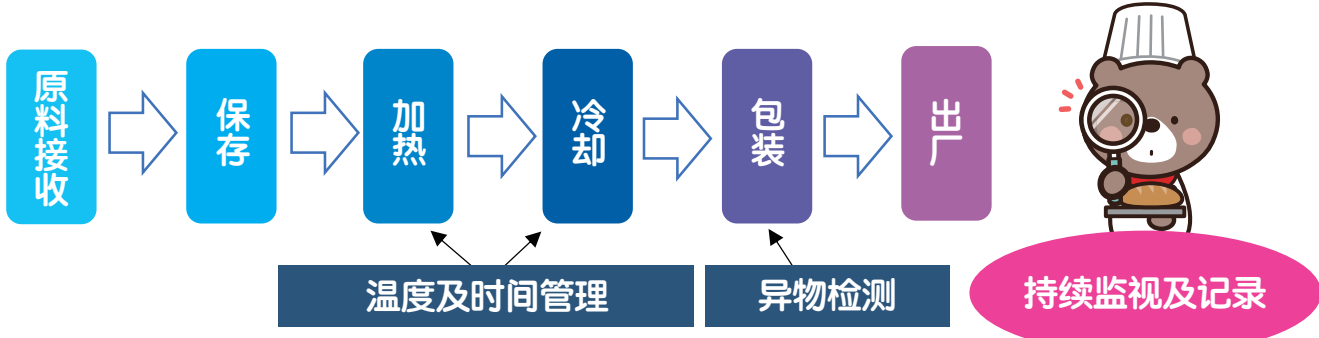 原料接收
保存
加热
冷却
包装
出厂
温度及时间管理
异物检测
持续监视及记录